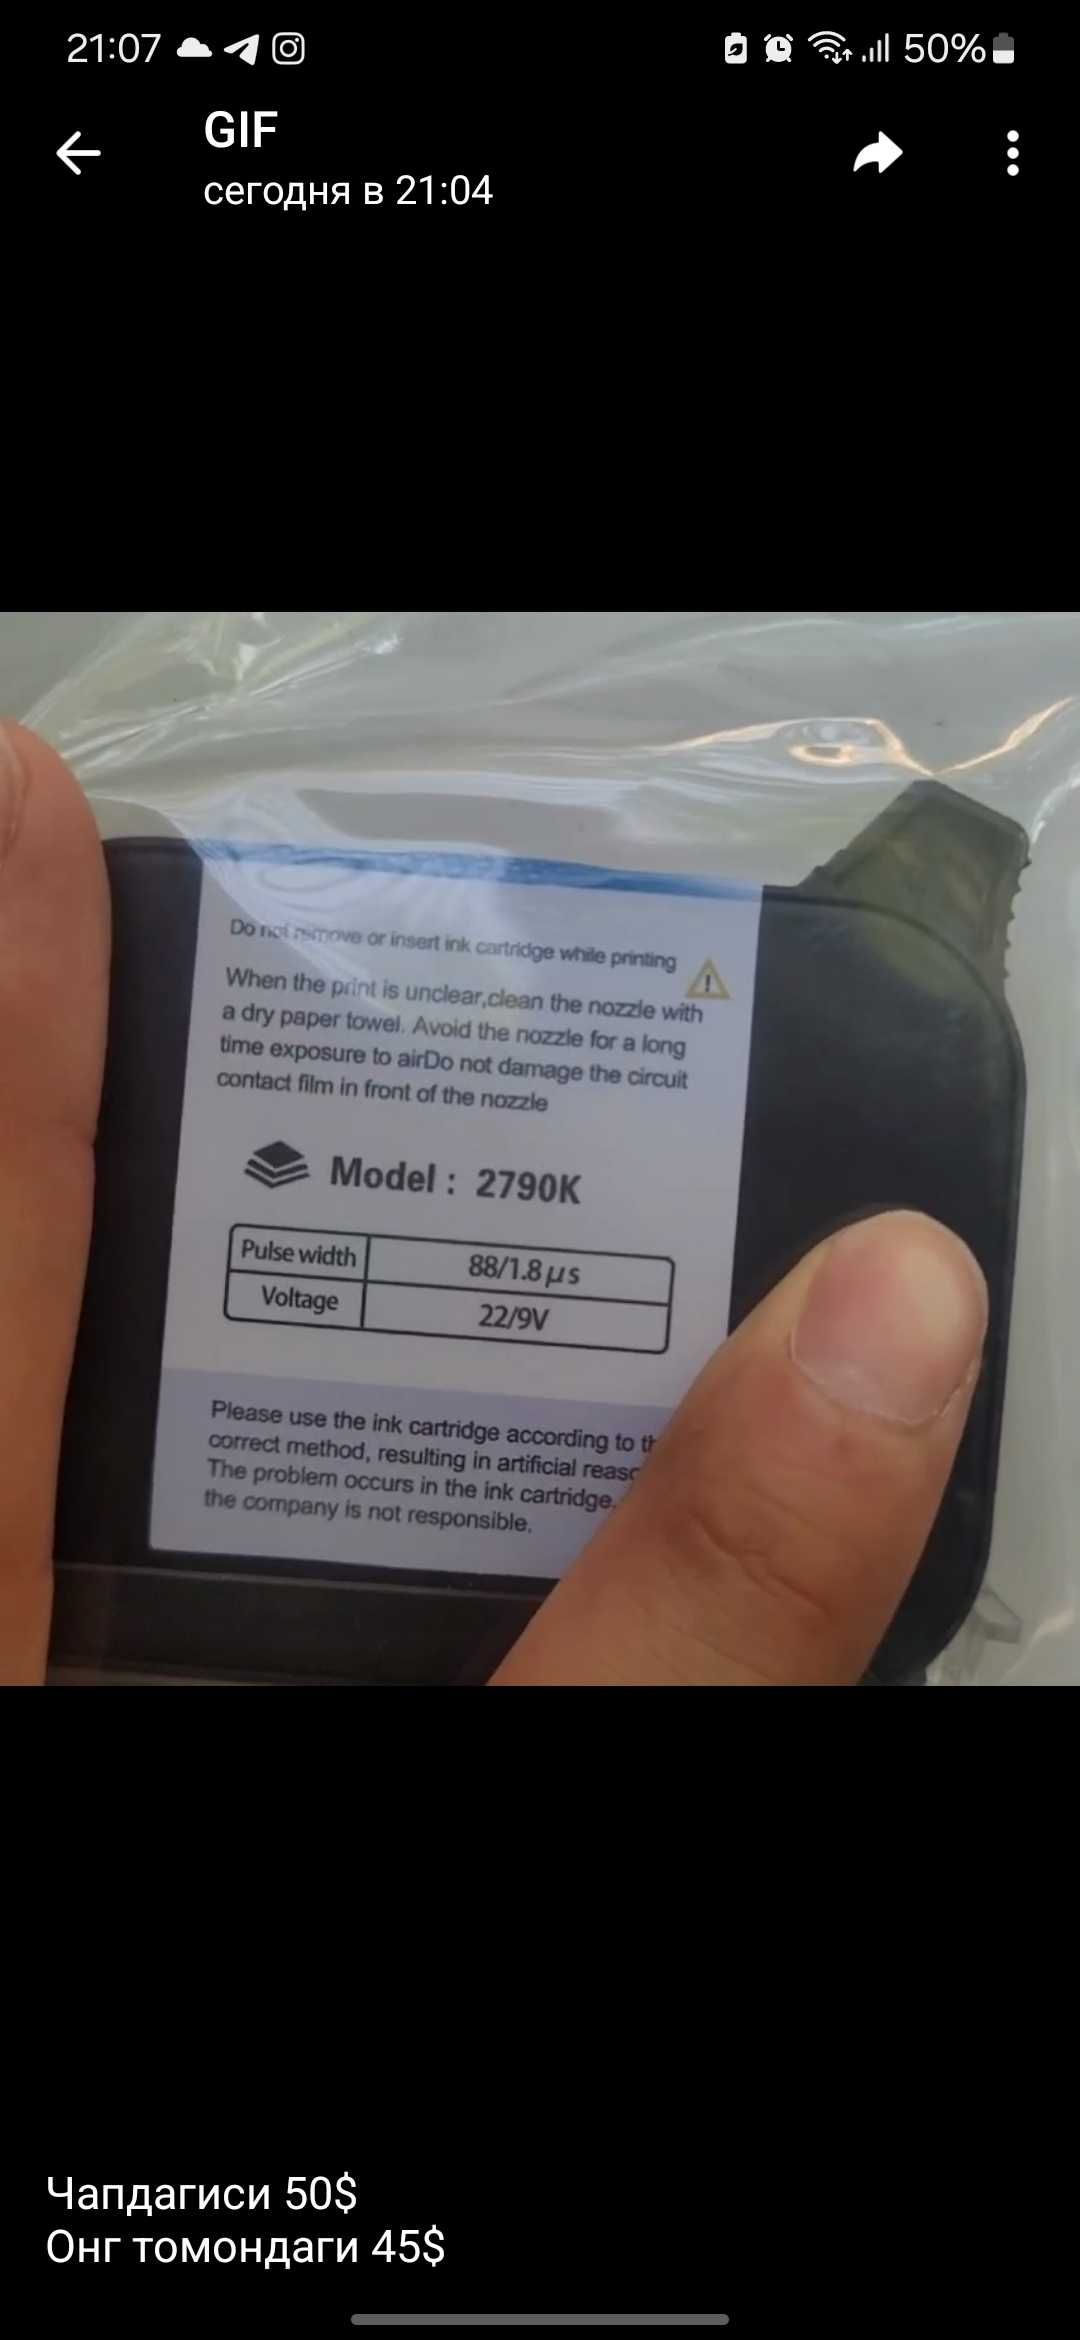 21:07
50%
GIF
сегодня в 21:04
Do not remove or insert ink cartridge while printing
When the print is unclear,clean the nozzle with
a dry paper towel. Avoid the nozzle for a long
time exposure to airDo not damage the circuit
contact film in front of the nozzle
Model : 2790K
Pulse width 88/1.8μs
Voltage 22/9V
Please use the ink cartridge according to
correct method, resulting in artificial
The problem occurs in the ink cartridge.
the company is not responsible.
Чапдагиси 50$
Онг томондаги 45$